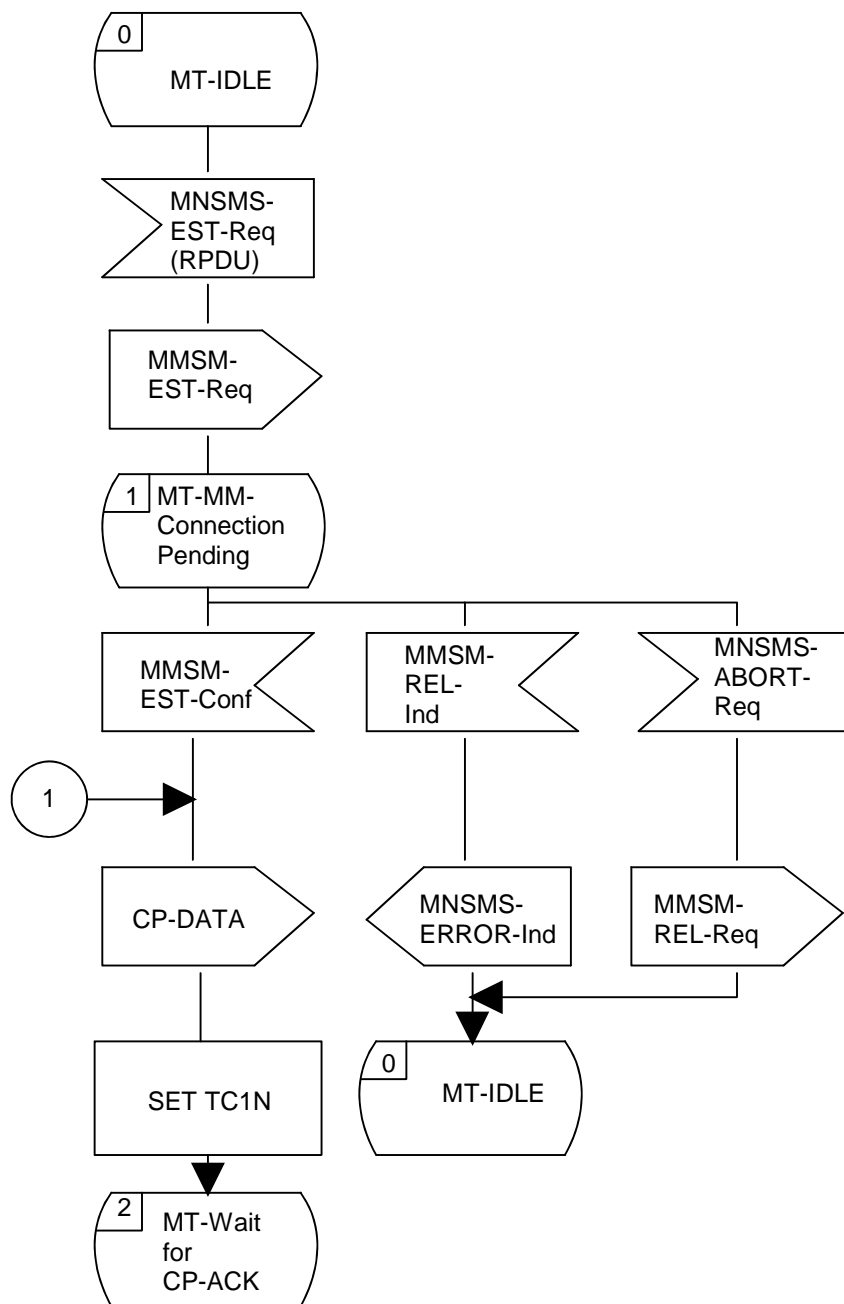 0
MT-IDLE
MNSMS-
EST-Req
(RPDU)
MMSM-
EST-Req
1
MT-MM-
Connection
Pending
MMSM-
EST-Conf
MMSM-
REL-
Ind
MNSMS-
ABORT-
Req
1
CP-DATA
MNSMS-
ERROR-Ind
MMSM-
REL-Req
SET TC1N
0
MT-IDLE
2
MT-Wait
for
CP-ACK